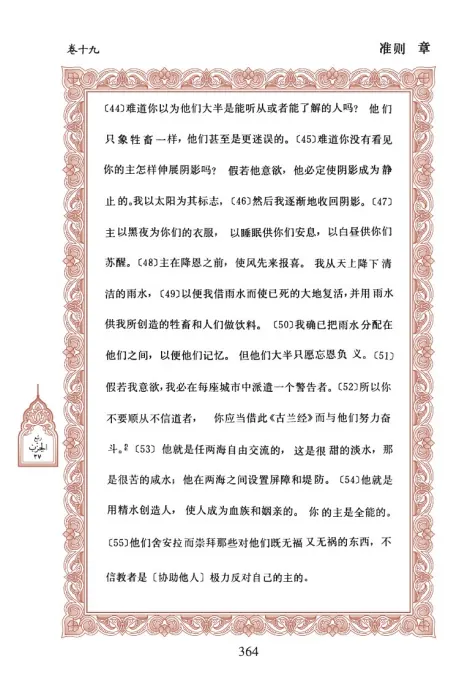 卷十九
准则 章
〔44〕难道你以为他们大半是能听从或者能了解的人吗? 他们
只象牲畜一样,他们甚至是更迷误的。〔45〕难道你没有看见
你的主怎样伸展阴影吗? 假若他意欲,他必定使阴影成为静
止的。我以太阳为其标志,〔46〕然后我逐渐地收回阴影。〔47〕
主以黑夜为你们的衣服, 以睡眠供你们安息,以白昼供你们
苏醒。〔48〕主在降恩之前,使风先来报喜。 我从天上降下清
洁的雨水,〔49〕以便我借雨水而使已死的大地复活,并用雨水
供我所创造的牲畜和人们做饮料。〔50〕我确已把雨水分配在
他们之间,以便他们记忆。 但他们大半只愿忘恩负义。〔51〕
假若我意欲,我必在每座城市中派遣一个警告者。〔52〕所以你
不要顺从不信道者, 你应当借此《古兰经》而与他们努力奋
斗。〔53〕他就是任两海自由交流的,这是很甜的淡水,那
是很苦的咸水;他在两海之间设置屏障和堤防。〔54〕他就是
用精水创造人, 使人成为血族和姻亲的。 你的主是全能的。
〔55〕他们舍安拉而崇拜那些对他们既无福又无祸的东西,不
信教者是〔协助他人〕极力反对自己的主的。
ربع
الحزب
٣٧
364